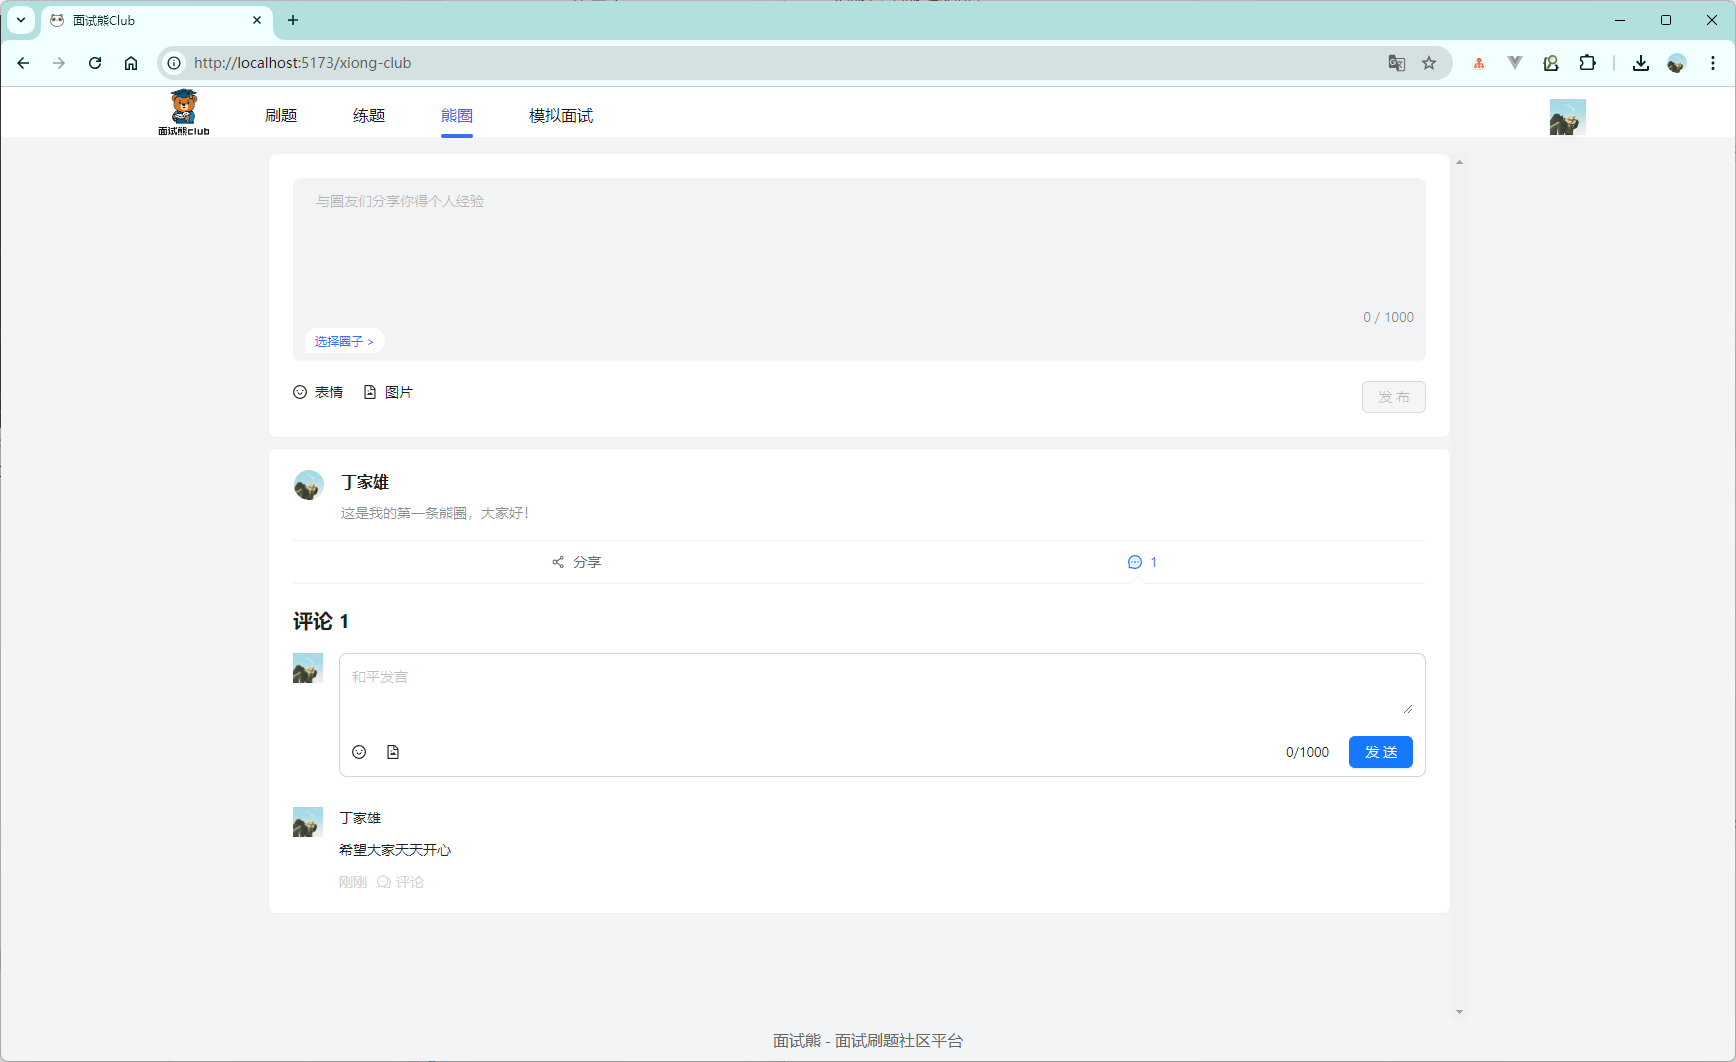 面试熊Club
http://localhost:5173/xiong-club
面试熊club
刷题 练题 熊圈 模拟面试
与圈友们分享你得个人经验
0 / 1000
选择圈子 >
表情 图片
发 布
丁家雄
这是我的第一条熊圈，大家好！
分享 1
评论 1
和平发言
0/1000 发 送
丁家雄
希望大家天天开心
刚刚 评论
面试熊 - 面试刷题社区平台